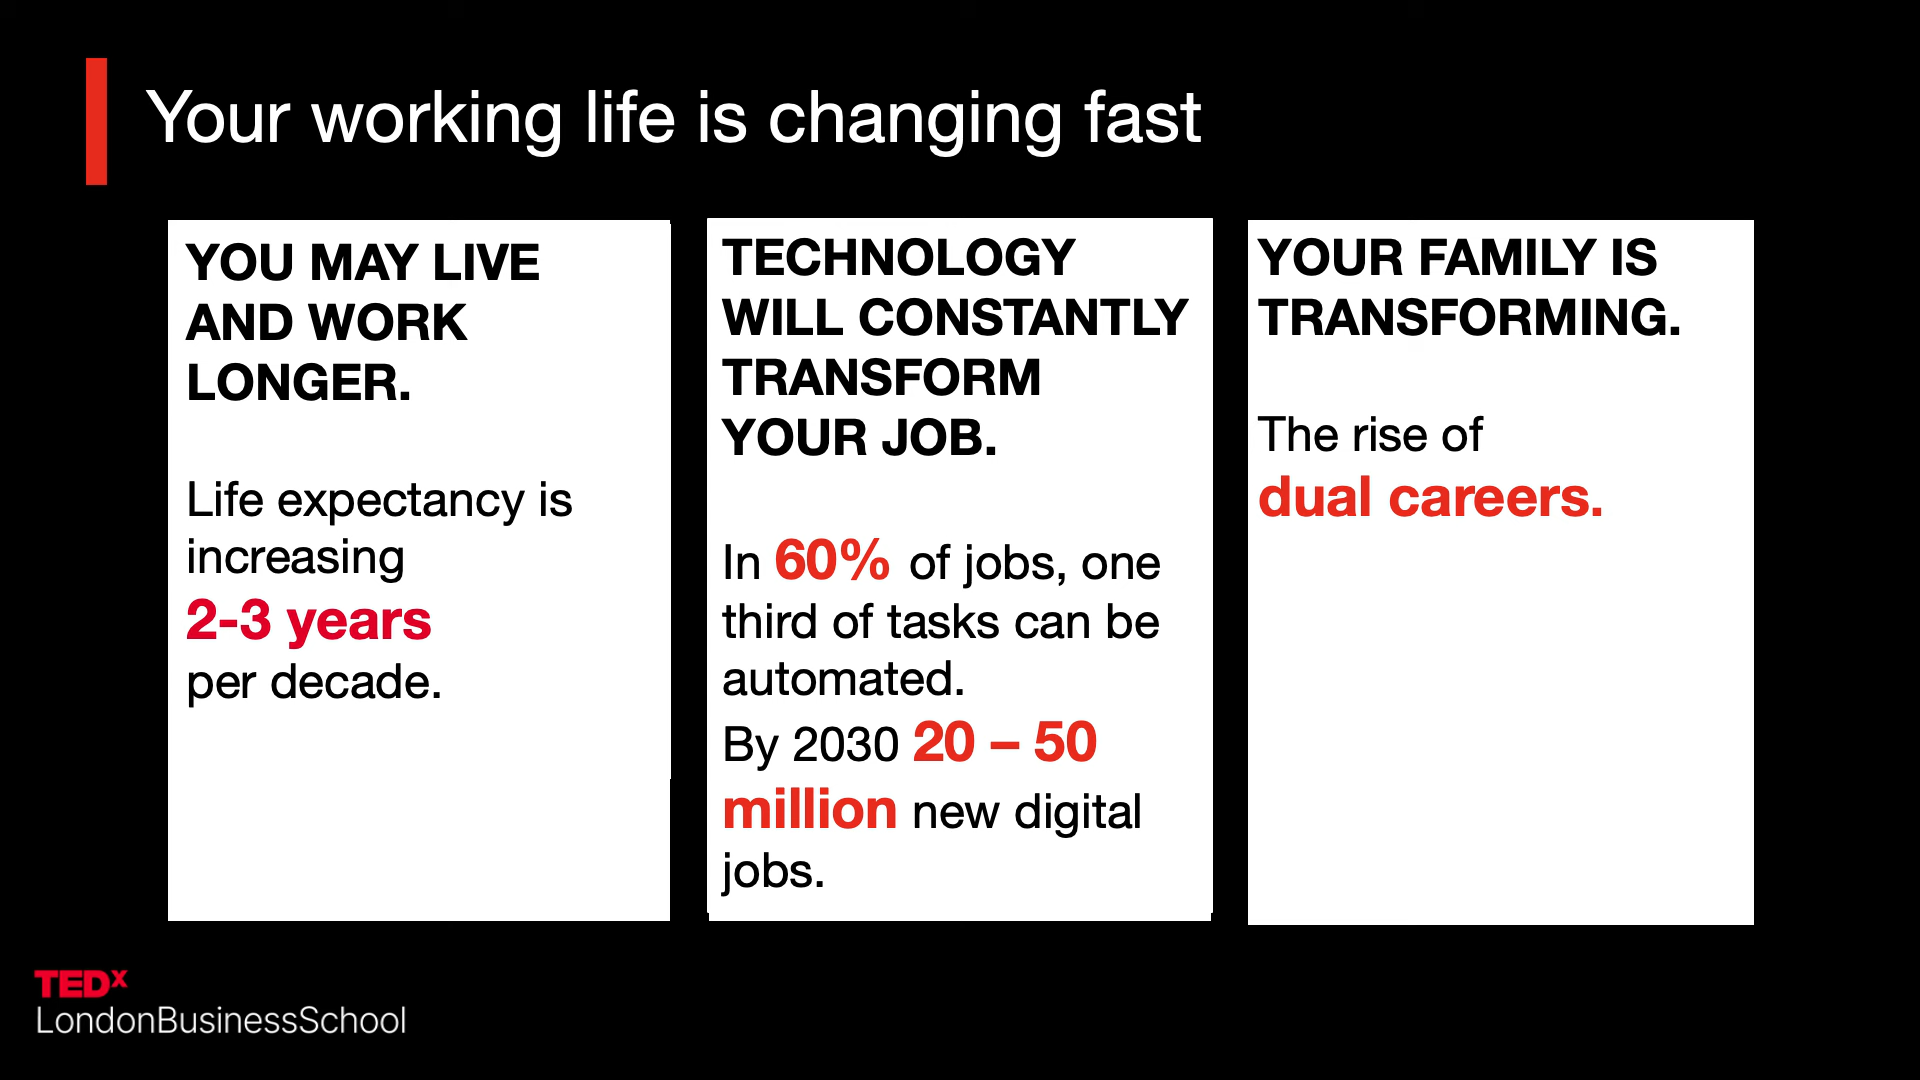 Your working life is changing fast
YOU MAY LIVE
AND WORK
LONGER.
Life expectancy is
increasing
2-3 years
per decade.
TECHNOLOGY
WILL CONSTANTLY
TRANSFORM
YOUR JOB.
In 60% of jobs, one
third of tasks can be
automated.
By 2030 20 – 50
million new digital
jobs.
YOUR FAMILY IS
TRANSFORMING.
The rise of
dual careers.
TEDx
LondonBusinessSchool